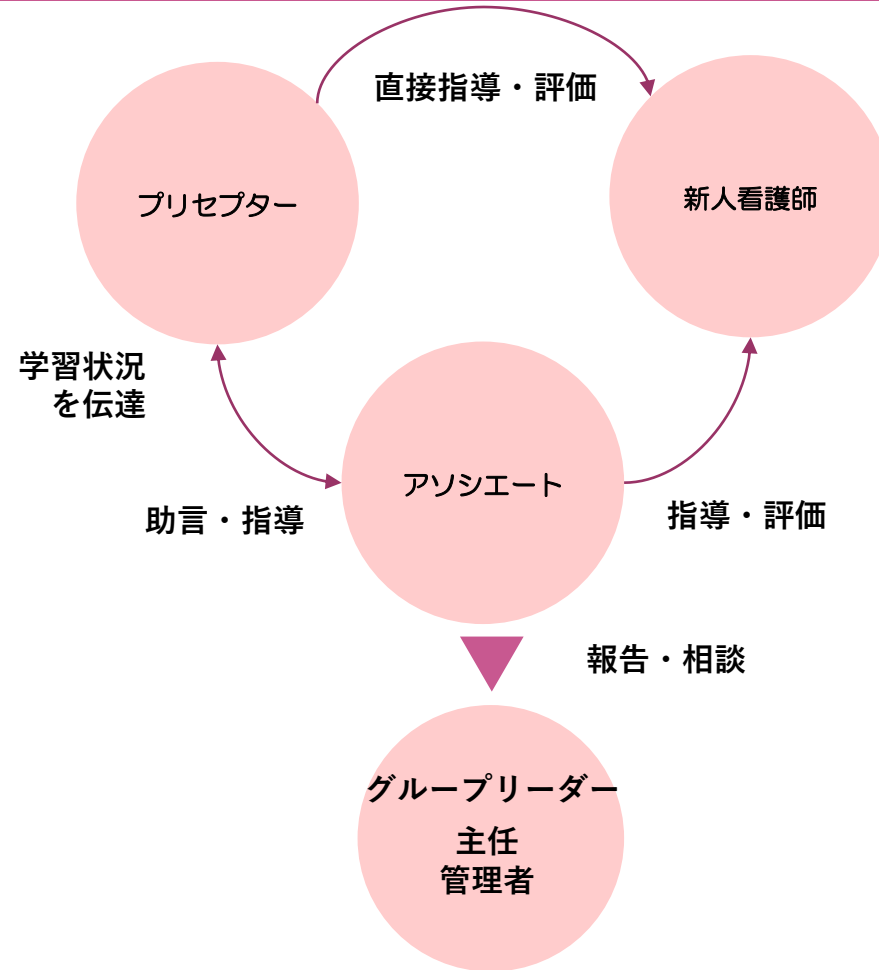 直接指導・評価
プリセプター
新人看護師
学習状況
を伝達
アソシエート
助言・指導
指導・評価
報告・相談
グループリーダー
主任
管理者